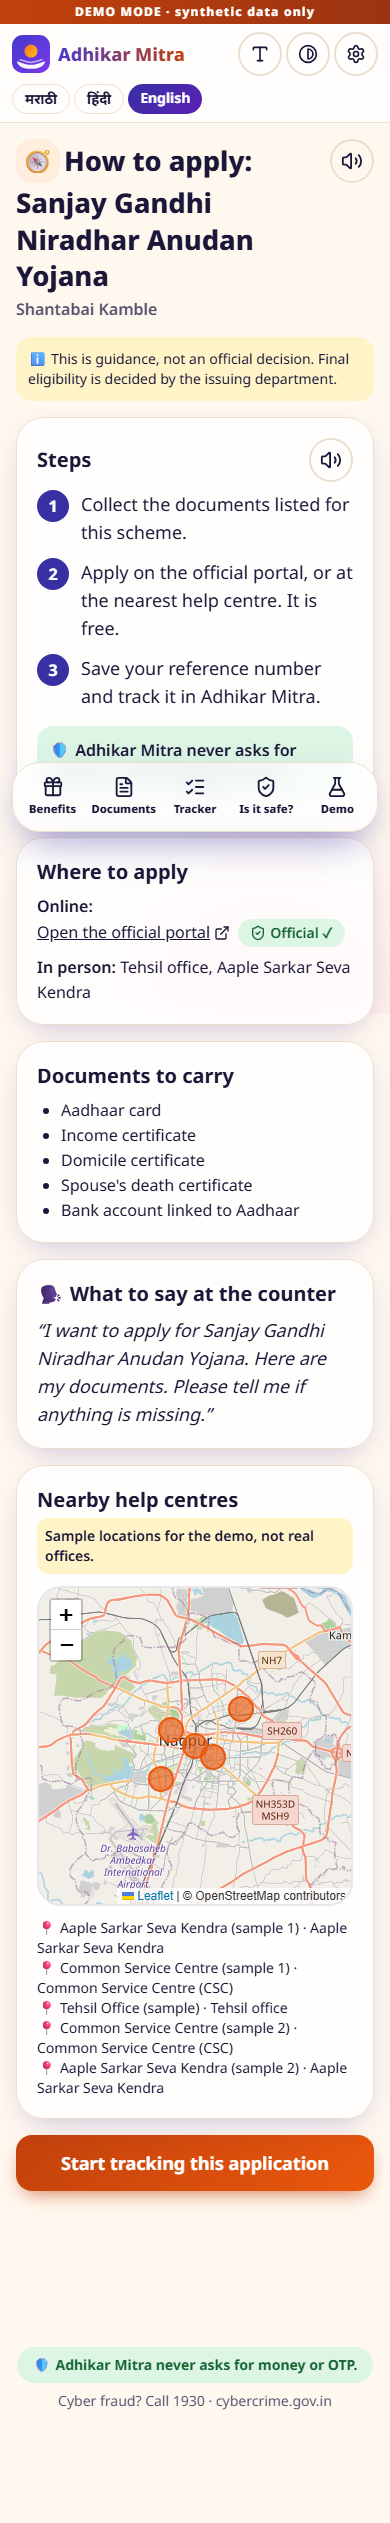 DEMO MODE · synthetic data only
Adhikar Mitra
मराठी
हिंदी
English
How to apply:
Sanjay Gandhi
Niradhar Anudan
Yojana
Shantabai Kamble
This is guidance, not an official decision. Final
eligibility is decided by the issuing department.
Steps
1 Collect the documents listed for
this scheme.
2 Apply on the official portal, or at
the nearest help centre. It is
free.
3 Save your reference number
and track it in Adhikar Mitra.
Adhikar Mitra never asks for
Benefits
Documents
Tracker
Is it safe?
Demo
Where to apply
Online:
Open the official portal
Official ✓
In person: Tehsil office, Aaple Sarkar Seva
Kendra
Documents to carry
• Aadhaar card
• Income certificate
• Domicile certificate
• Spouse's death certificate
• Bank account linked to Aadhaar
What to say at the counter
“I want to apply for Sanjay Gandhi
Niradhar Anudan Yojana. Here are
my documents. Please tell me if
anything is missing.”
Nearby help centres
Sample locations for the demo, not real
offices.
+
−
Kam
NH7
SH260
Nagpur
N
NH353D
MSH9
Dr. Babasaheb
Ambedkar
International
Airport
Leaflet | © OpenStreetMap contributors
Aaple Sarkar Seva Kendra (sample 1) · Aaple
Sarkar Seva Kendra
Common Service Centre (sample 1) ·
Common Service Centre (CSC)
Tehsil Office (sample) · Tehsil office
Common Service Centre (sample 2) ·
Common Service Centre (CSC)
Aaple Sarkar Seva Kendra (sample 2) · Aaple
Sarkar Seva Kendra
Start tracking this application
Adhikar Mitra never asks for money or OTP.
Cyber fraud? Call 1930 · cybercrime.gov.in